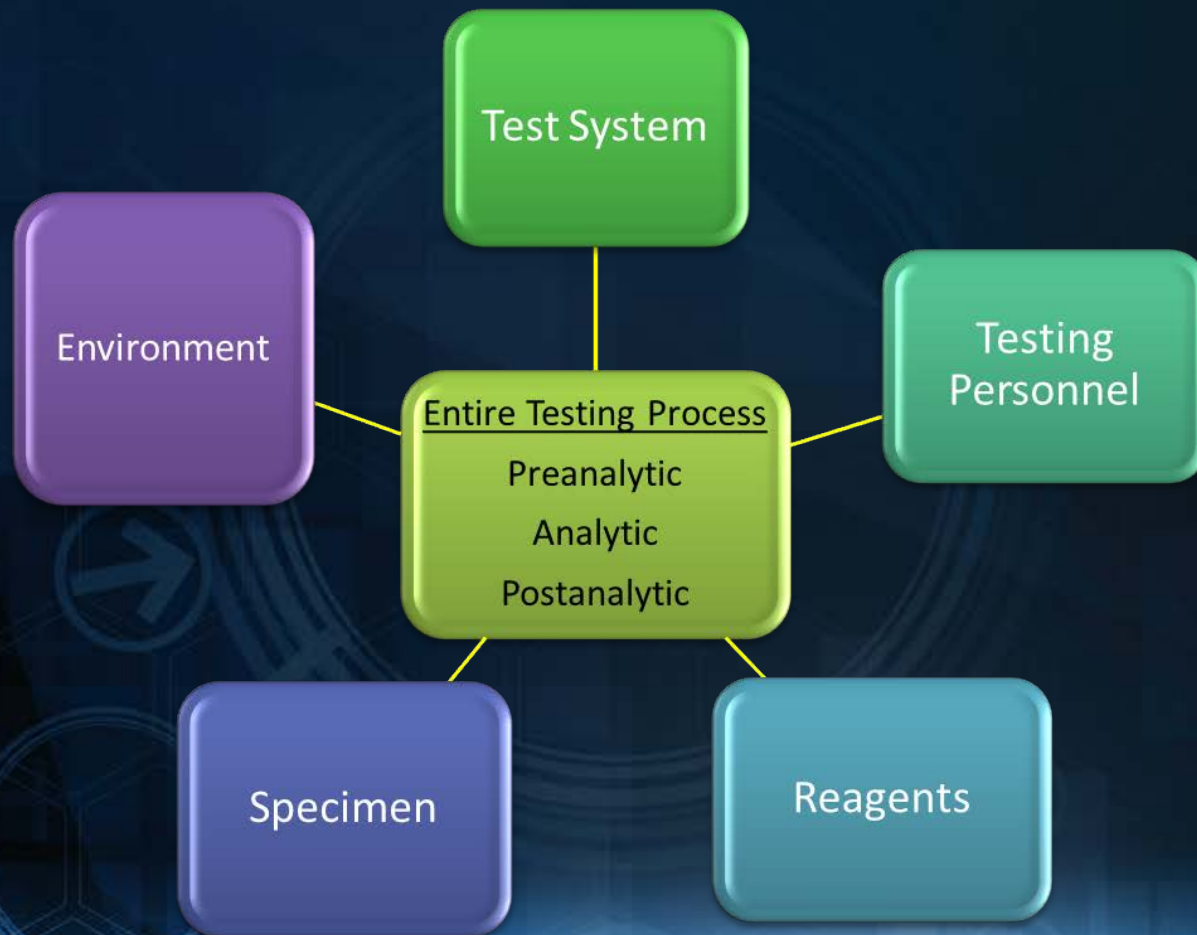 Test System
Environment
Testing
Personnel
Entire Testing Process
Preanalytic
Analytic
Postanalytic
Specimen
Reagents